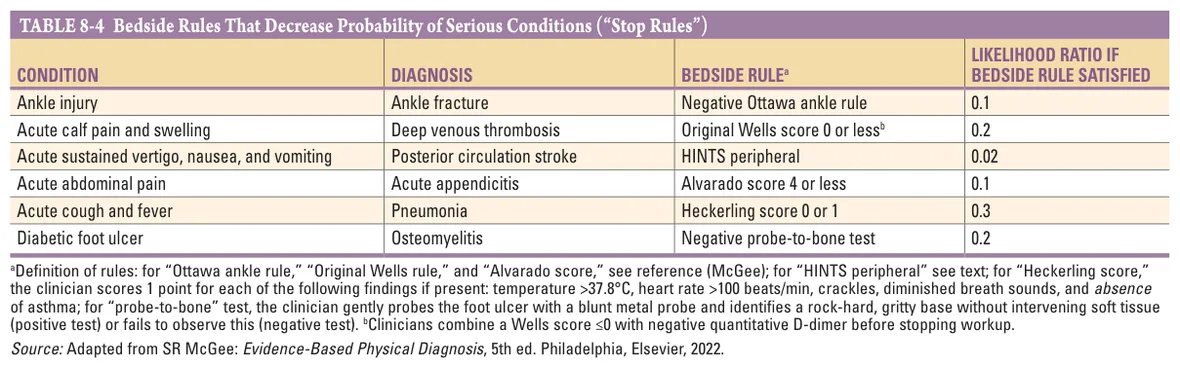 TABLE 8-4 Bedside Rules That Decrease Probability of Serious Conditions (“Stop Rules”)
CONDITION DIAGNOSIS BEDSIDE RULEª LIKELIHOOD RATIO IF BEDSIDE RULE SATISFIED
Ankle injury Ankle fracture Negative Ottawa ankle rule 0.1
Acute calf pain and swelling Deep venous thrombosis Original Wells score 0 or lessᵇ 0.2
Acute sustained vertigo, nausea, and vomiting Posterior circulation stroke HINTS peripheral 0.02
Acute abdominal pain Acute appendicitis Alvarado score 4 or less 0.1
Acute cough and fever Pneumonia Heckerling score 0 or 1 0.3
Diabetic foot ulcer Osteomyelitis Negative probe-to-bone test 0.2
ªDefinition of rules: for “Ottawa ankle rule,” “Original Wells rule,” and “Alvarado score,” see reference (McGee); for “HINTS peripheral” see text; for “Heckerling score,”
the clinician scores 1 point for each of the following findings if present: temperature >37.8°C, heart rate >100 beats/min, crackles, diminished breath sounds, and absence
of asthma; for “probe-to-bone” test, the clinician gently probes the foot ulcer with a blunt metal probe and identifies a rock-hard, gritty base without intervening soft tissue
(positive test) or fails to observe this (negative test). ᵇClinicians combine a Wells score ≤0 with negative quantitative D-dimer before stopping workup.
Source: Adapted from SR McGee: Evidence-Based Physical Diagnosis, 5th ed. Philadelphia, Elsevier, 2022.